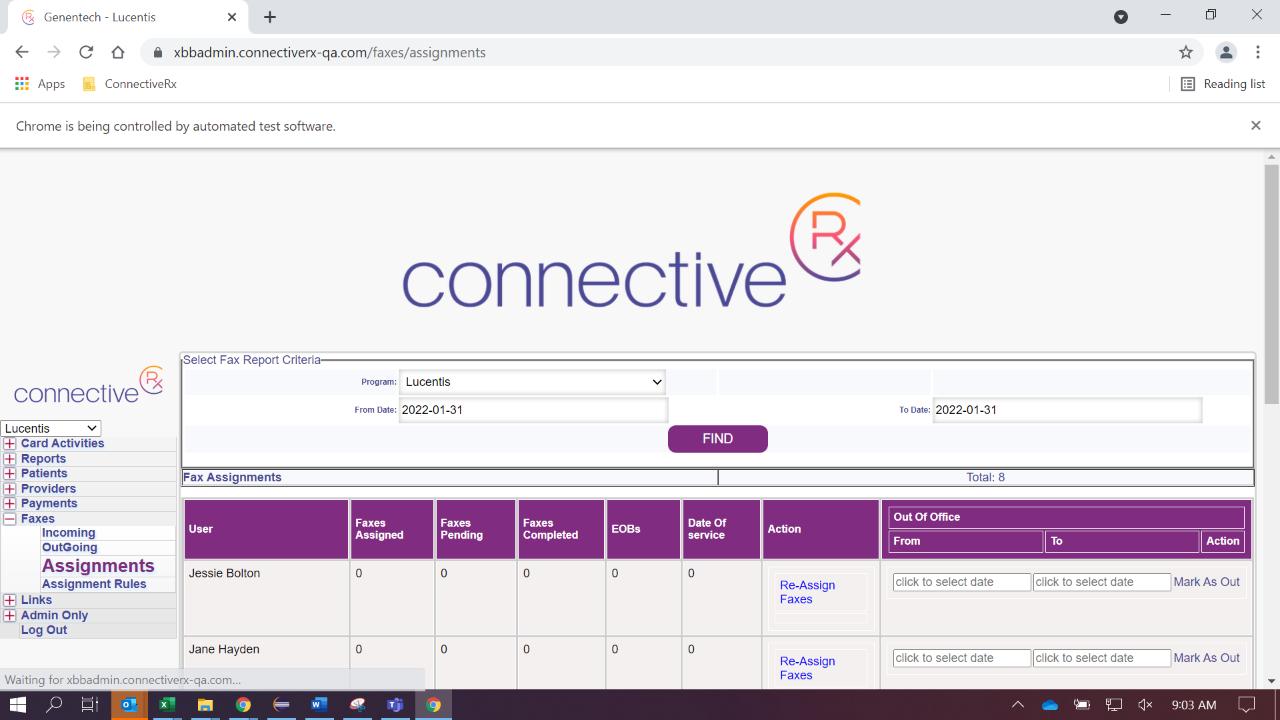 Genentech - Lucentis
xbbadmin.connectiverx-qa.com/faxes/assignments
Apps
ConnectiveRx
Reading list
Chrome is being controlled by automated test software.
connective Rx
connective Rx
Lucentis
Card Activities
Reports
Patients
Providers
Payments
Faxes
Incoming
OutGoing
Assignments
Assignment Rules
Links
Admin Only
Log Out
Select Fax Report Criteria
Program: Lucentis
From Date: 2022-01-31 To Date: 2022-01-31
FIND
Fax Assignments Total: 8
User Faxes Assigned Faxes Pending Faxes Completed EOBs Date Of service Action Out Of Office
From To Action
Jessie Bolton 0 0 0 0 0 Re-Assign Faxes click to select date click to select date Mark As Out
Jane Hayden 0 0 0 0 0 Re-Assign Faxes click to select date click to select date Mark As Out
Waiting for xbbadmin.connectiverx-qa.com...
9:03 AM